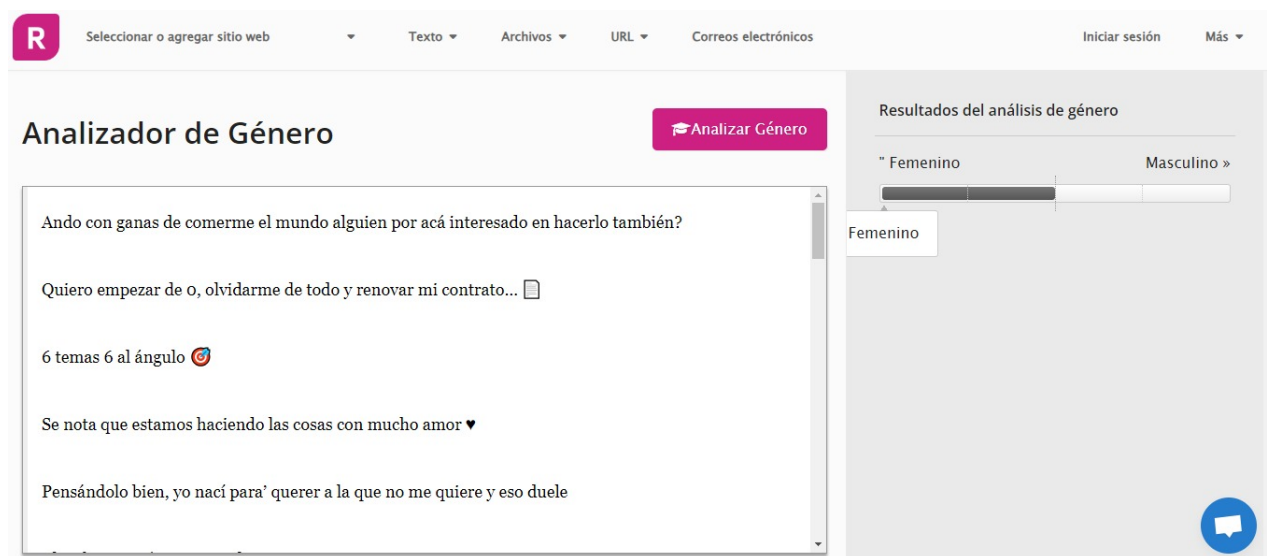 R Seleccionar o agregar sitio web Texto Archivos URL Correos electrónicos Iniciar sesión Más
Analizador de Género
Analizar Género
Ando con ganas de comerme el mundo alguien por acá interesado en hacerlo también?
Quiero empezar de 0, olvidarme de todo y renovar mi contrato... 📄
6 temas 6 al ángulo 🎯
Se nota que estamos haciendo las cosas con mucho amor ♥
Pensándolo bien, yo nací para’ querer a la que no me quiere y eso duele
Resultados del análisis de género
" Femenino Masculino »
Femenino